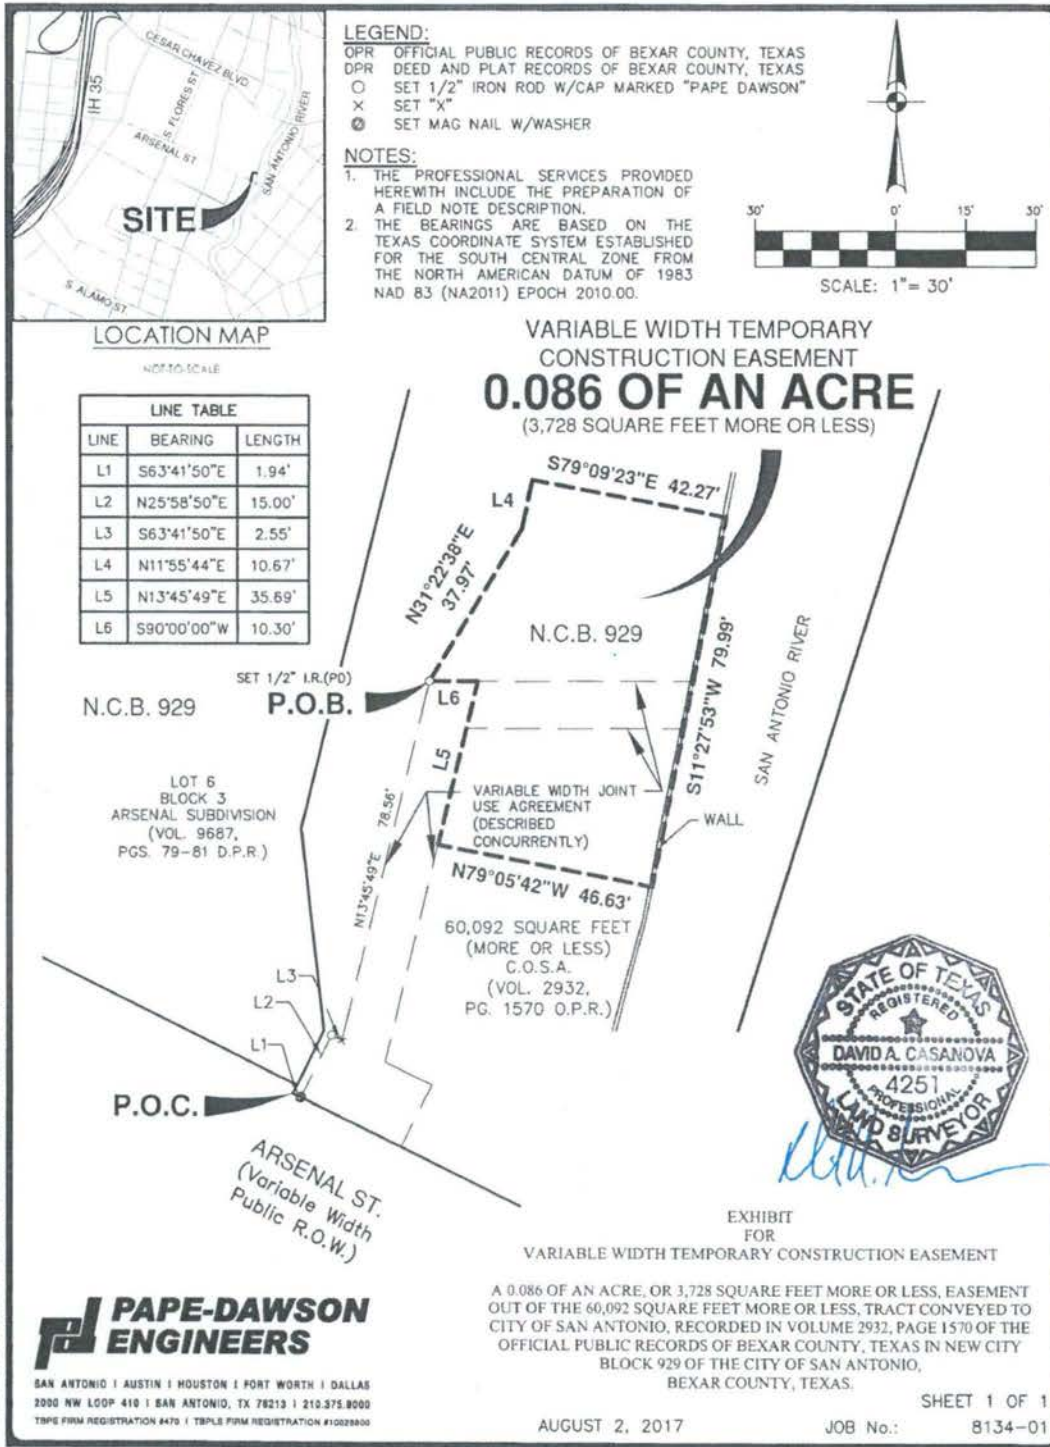 CESAR CHAVEZ BLVD
IH 35
S. FLORES ST
ARSENAL ST
SAN ANTONIO RIVER
SITE
S. ALAMO ST.
LOCATION MAP
NOT-TO-SCALE
LEGEND:
OPR OFFICIAL PUBLIC RECORDS OF BEXAR COUNTY, TEXAS
DPR DEED AND PLAT RECORDS OF BEXAR COUNTY, TEXAS
○ SET 1/2" IRON ROD W/CAP MARKED "PAPE DAWSON"
× SET "X"
SET MAG NAIL W/WASHER
NOTES:
1. THE PROFESSIONAL SERVICES PROVIDED
HEREWITH INCLUDE THE PREPARATION OF
A FIELD NOTE DESCRIPTION.
2. THE BEARINGS ARE BASED ON THE
TEXAS COORDINATE SYSTEM ESTABLISHED
FOR THE SOUTH CENTRAL ZONE FROM
THE NORTH AMERICAN DATUM OF 1983
NAD 83 (NA2011) EPOCH 2010.00.
30' 0' 15' 30'
SCALE: 1"= 30'
VARIABLE WIDTH TEMPORARY
CONSTRUCTION EASEMENT
0.086 OF AN ACRE
(3,728 SQUARE FEET MORE OR LESS)
LINE TABLE
LINE BEARING LENGTH
L1 S63°41'50"E 1.94'
L2 N25°58'50"E 15.00'
L3 S63°41'50"E 2.55'
L4 N11°55'44"E 10.67'
L5 N13°45'49"E 35.69'
L6 S90°00'00"W 10.30'
S79°09'23"E 42.27'
L4
N31°22'38"E
37.97'
N.C.B. 929
S11°27'53"W 79.99'
SAN ANTONIO RIVER
SET 1/2" I.R.(PD)
P.O.B.
N.C.B. 929
L6
L5
LOT 6
BLOCK 3
ARSENAL SUBDIVISION
(VOL. 9687,
PGS. 79-81 D.P.R.)
N13°45'49"E 78.56'
VARIABLE WIDTH JOINT
USE AGREEMENT
(DESCRIBED
CONCURRENTLY)
WALL
N79°05'42"W 46.63'
60,092 SQUARE FEET
(MORE OR LESS)
C.O.S.A.
(VOL. 2932,
PG. 1570 O.P.R.)
L3
L2
L1
P.O.C.
ARSENAL ST.
(Variable Width
Public R.O.W.)
STATE OF TEXAS
REGISTERED
DAVID A. CASANOVA
4251
PROFESSIONAL
LAND SURVEYOR
EXHIBIT
FOR
VARIABLE WIDTH TEMPORARY CONSTRUCTION EASEMENT
A 0.086 OF AN ACRE, OR 3,728 SQUARE FEET MORE OR LESS, EASEMENT
OUT OF THE 60,092 SQUARE FEET MORE OR LESS, TRACT CONVEYED TO
CITY OF SAN ANTONIO, RECORDED IN VOLUME 2932, PAGE 1570 OF THE
OFFICIAL PUBLIC RECORDS OF BEXAR COUNTY, TEXAS IN NEW CITY
BLOCK 929 OF THE CITY OF SAN ANTONIO,
BEXAR COUNTY, TEXAS.
PAPE-DAWSON
ENGINEERS
SAN ANTONIO | AUSTIN | HOUSTON | FORT WORTH | DALLAS
2000 NW LOOP 410 | SAN ANTONIO, TX 78213 | 210.375.9000
TBPE FIRM REGISTRATION #470 | TBPLS FIRM REGISTRATION #10028800
SHEET 1 OF 1
AUGUST 2, 2017
JOB No.: 8134-01